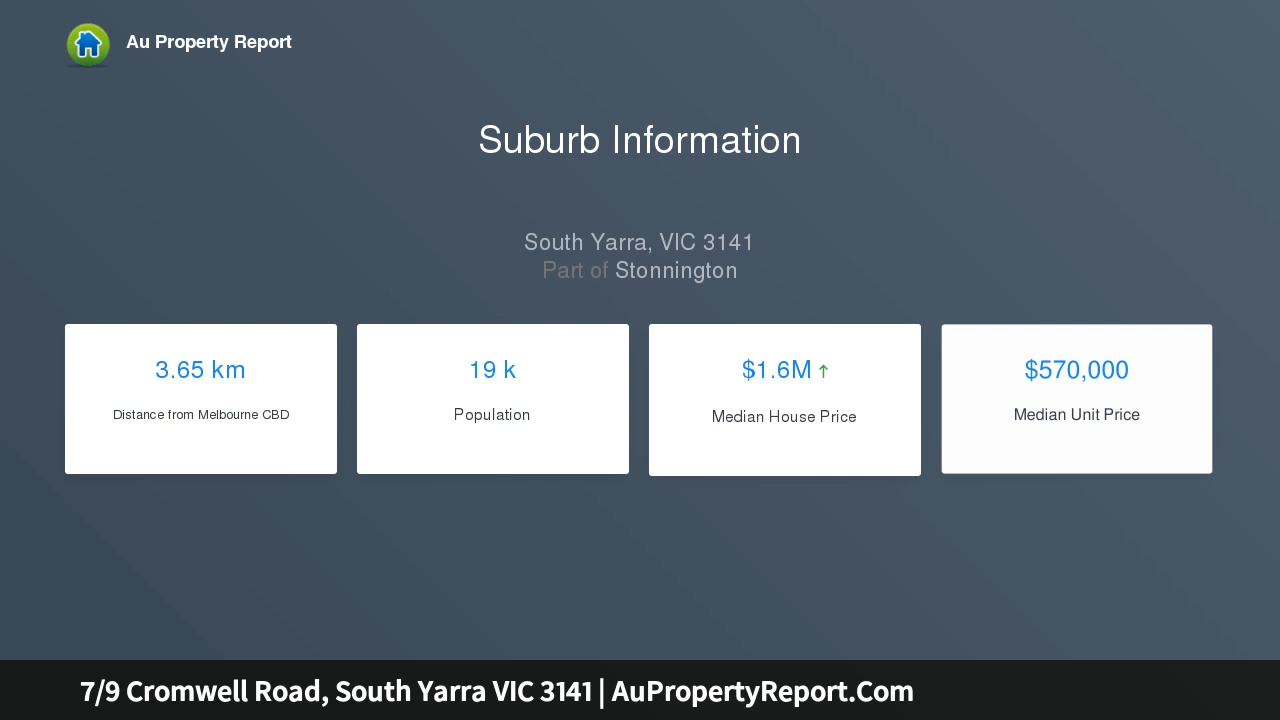 Au Property Report
Suburb Information
South Yarra, VIC 3141
Part of Stonnington
3.65 km
Distance from Melbourne CBD
19 k
Population
$1.6M ↑
Median House Price
$570,000
Median Unit Price
7/9 Cromwell Road, South Yarra VIC 3141 | AuPropertyReport.Com